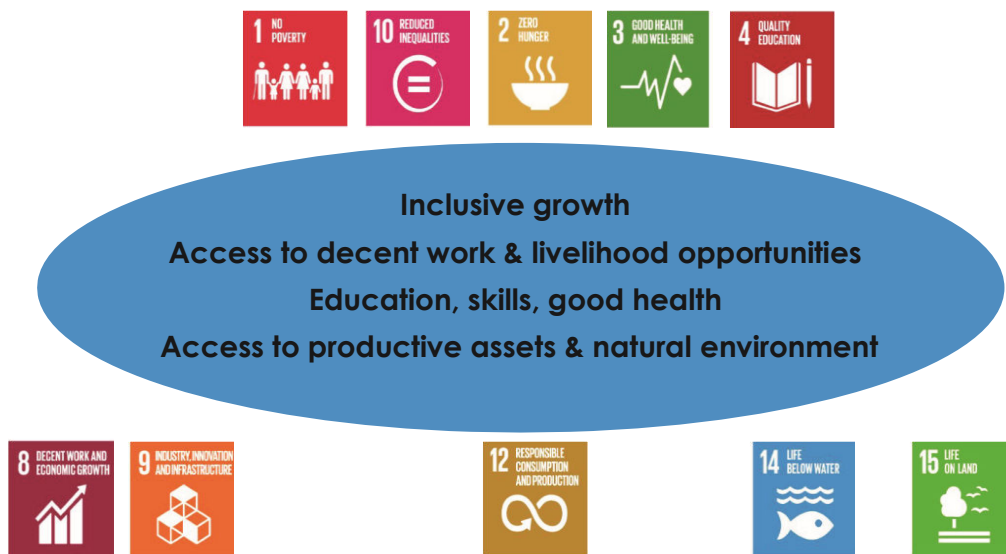 1 NO
POVERTY
10 REDUCED
INEQUALITIES
2 ZERO
HUNGER
3 GOOD HEALTH
AND WELL-BEING
4 QUALITY
EDUCATION
Inclusive growth
Access to decent work & livelihood opportunities
Education, skills, good health
Access to productive assets & natural environment
8 DECENT WORK AND
ECONOMIC GROWTH
9 INDUSTRY, INNOVATION
AND INFRASTRUCTURE
12 RESPONSIBLE
CONSUMPTION
AND PRODUCTION
14 LIFE
BELOW WATER
15 LIFE
ON LAND